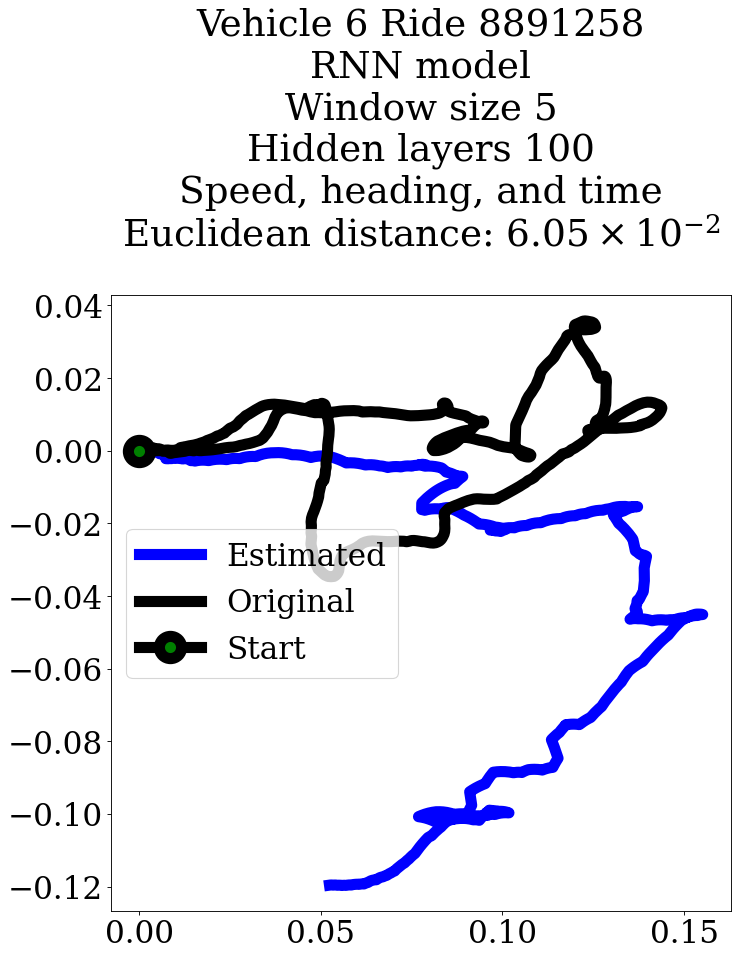 Vehicle 6 Ride 8891258
RNN model
Window size 5
Hidden layers 100
Speed, heading, and time
Euclidean distance: 6.05 × 10⁻²
0.04
0.02
0.00
−0.02
−0.04
−0.06
−0.08
−0.10
−0.12
Estimated
Original
Start
0.00 0.05 0.10 0.15